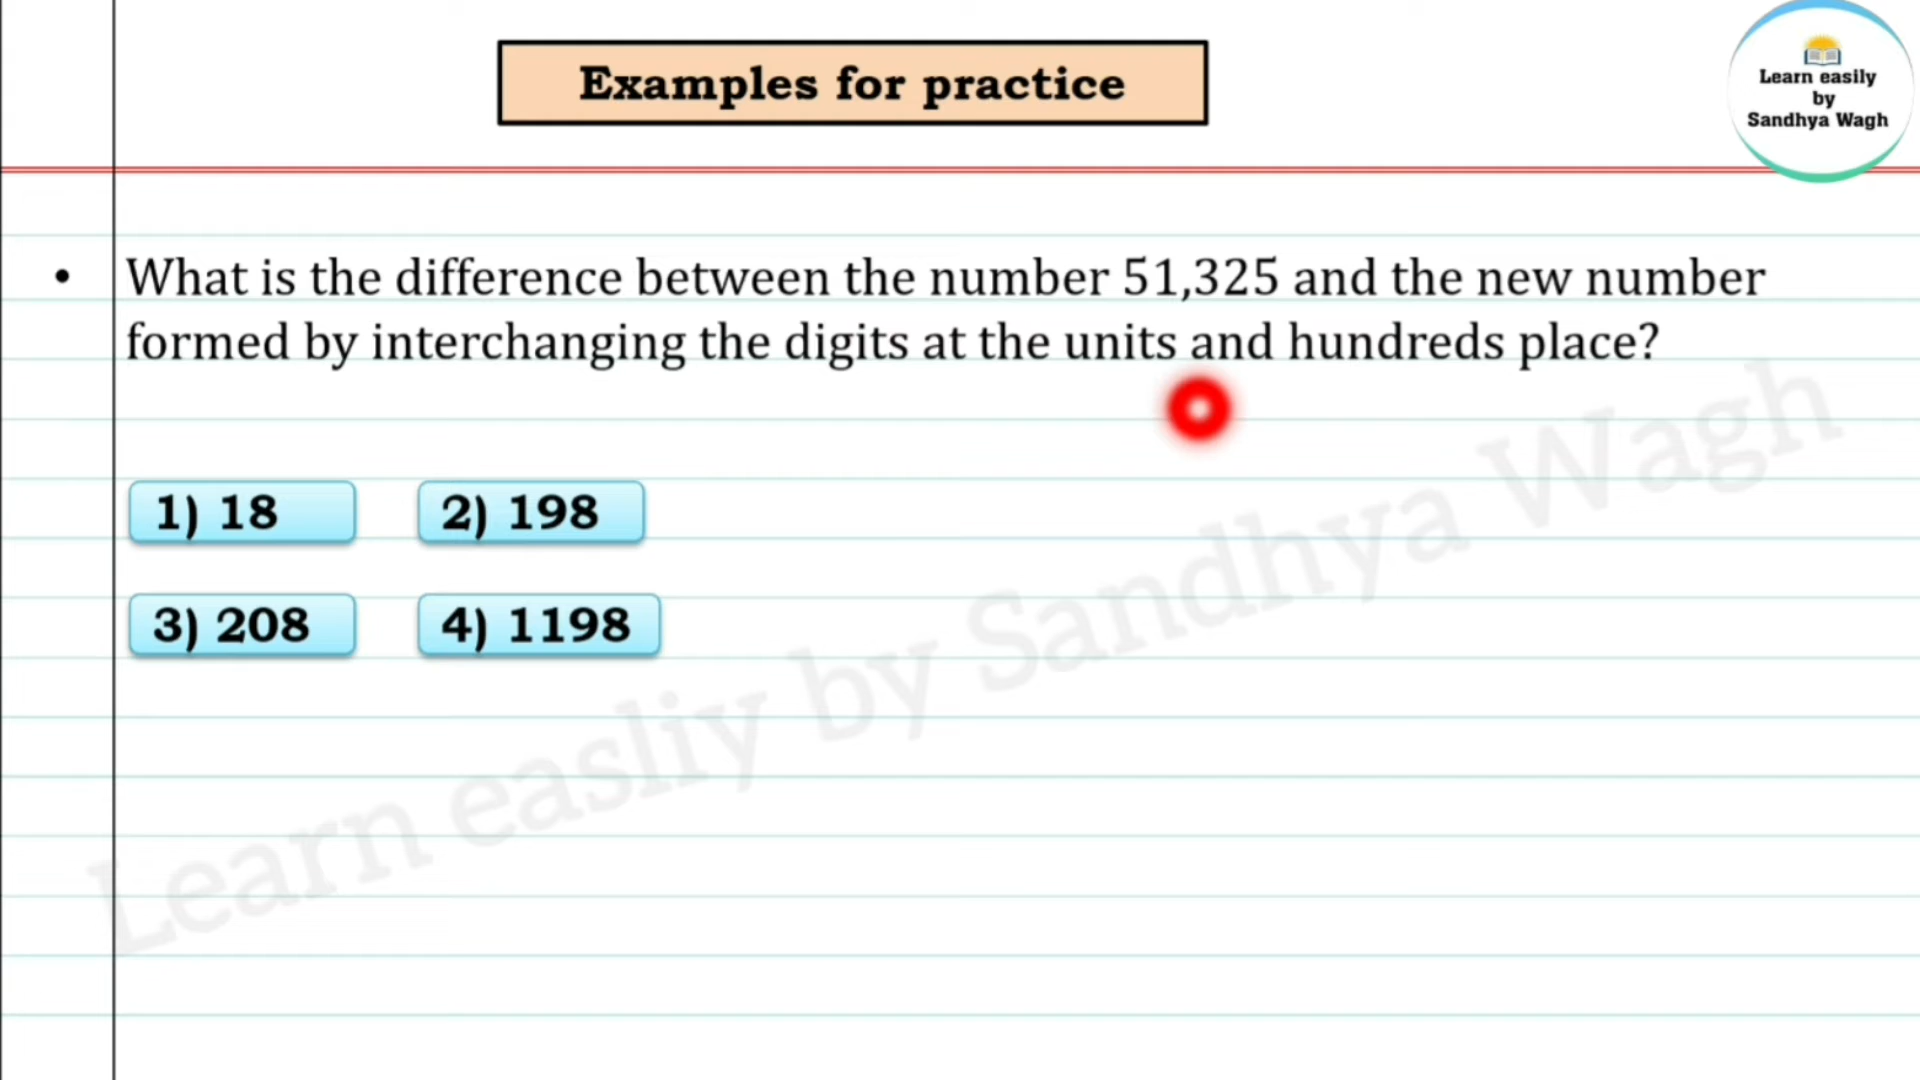 Examples for practice
Learn easily
by
Sandhya Wagh
• What is the difference between the number 51,325 and the new number
formed by interchanging the digits at the units and hundreds place?
1) 18
2) 198
3) 208
4) 1198
Learn easliy by Sandhya Wagh